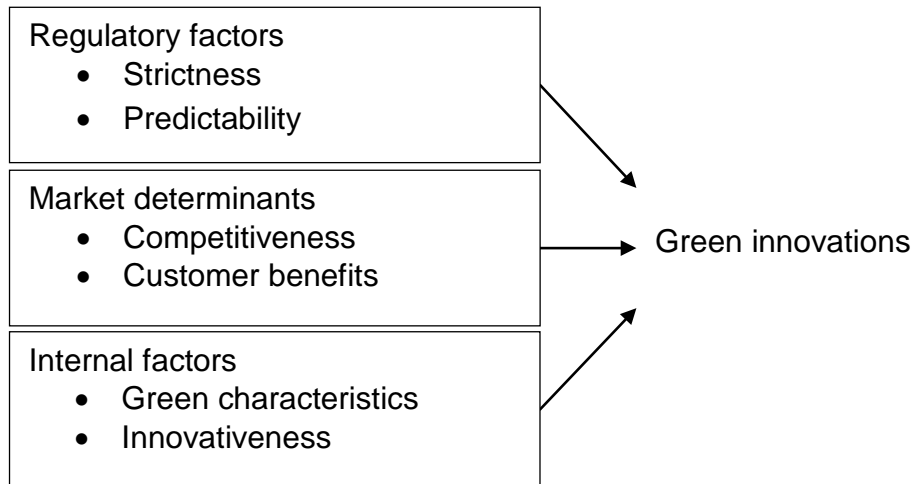 Regulatory factors
• Strictness
• Predictability
Market determinants
• Competitiveness
• Customer benefits
Green innovations
Internal factors
• Green characteristics
• Innovativeness